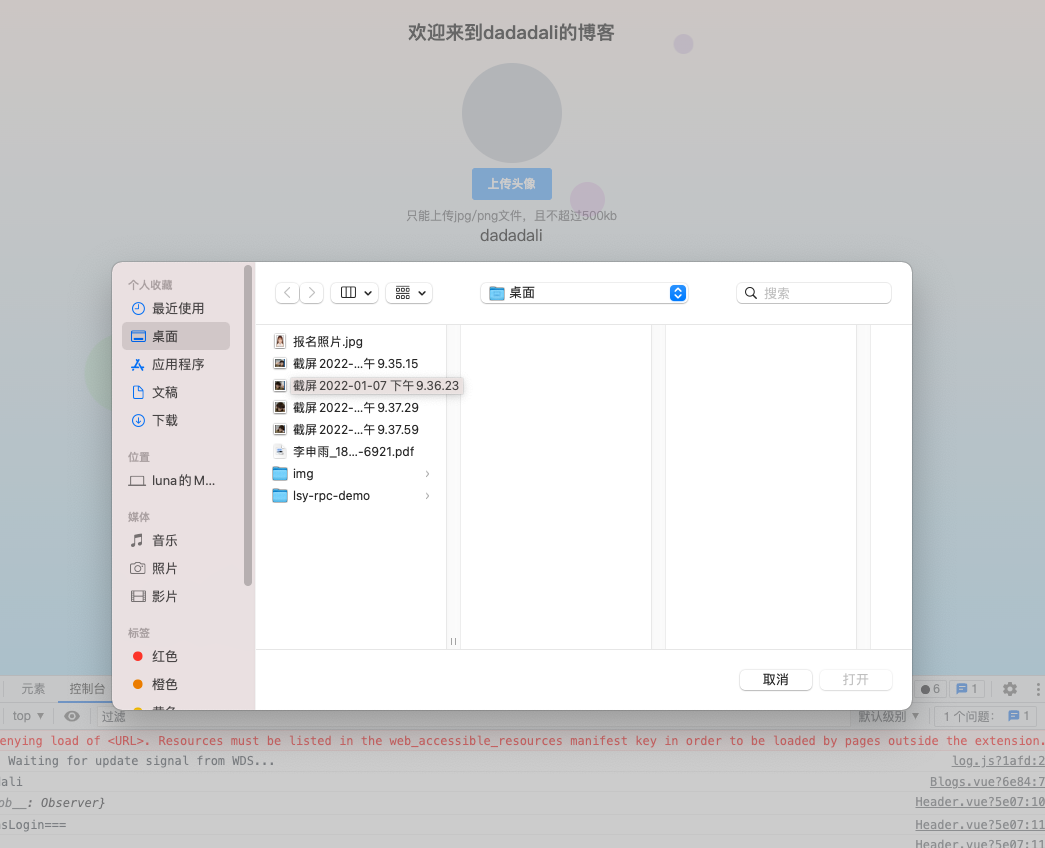 欢迎来到dadadali的博客
上传头像
只能上传jpg/png文件，且不超过500kb
dadadali
个人收藏
最近使用
桌面
应用程序
文稿
下载
位置
luna的 M...
媒体
音乐
照片
影片
标签
红色
橙色
桌面
搜索
报名照片.jpg
截屏 2022-...午 9.35.15
截屏 2022-01-07 下午 9.36.23
截屏 2022-...午 9.37.29
截屏 2022-...午 9.37.59
李申雨_18...-6921.pdf
img
lsy-rpc-demo
取消
打开
元素
控制台
6
1
top
过滤
默认级别
1 个问题：
1
enying load of <URL>. Resources must be listed in the web_accessible_resources manifest key in order to be loaded by pages outside the extension.
Waiting for update signal from WDS...
log.js?1afd:2
ali
Blogs.vue?6e84:7
ob__: Observer}
Header.vue?5e07:10
sLogin===
Header.vue?5e07:11
Header.vue?5e07:11